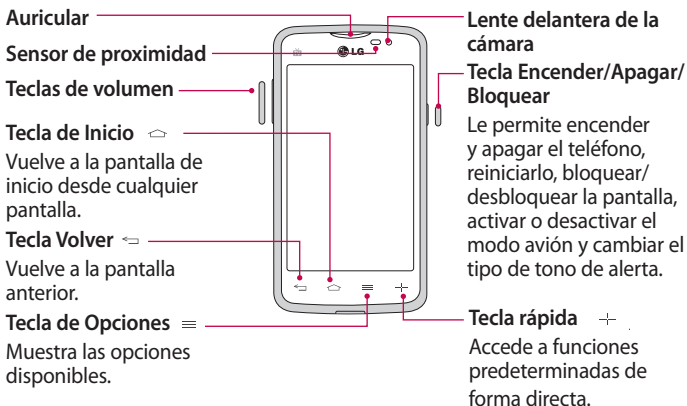 Auricular
Sensor de proximidad
Teclas de volumen
Tecla de Inicio
Vuelve a la pantalla de
inicio desde cualquier
pantalla.
Tecla Volver
Vuelve a la pantalla
anterior.
Tecla de Opciones
Muestra las opciones
disponibles.
LG
Lente delantera de la
cámara
Tecla Encender/Apagar/
Bloquear
Le permite encender
y apagar el teléfono,
reiniciarlo, bloquear/
desbloquear la pantalla,
activar o desactivar el
modo avión y cambiar el
tipo de tono de alerta.
Tecla rápida
Accede a funciones
predeterminadas de
forma directa.